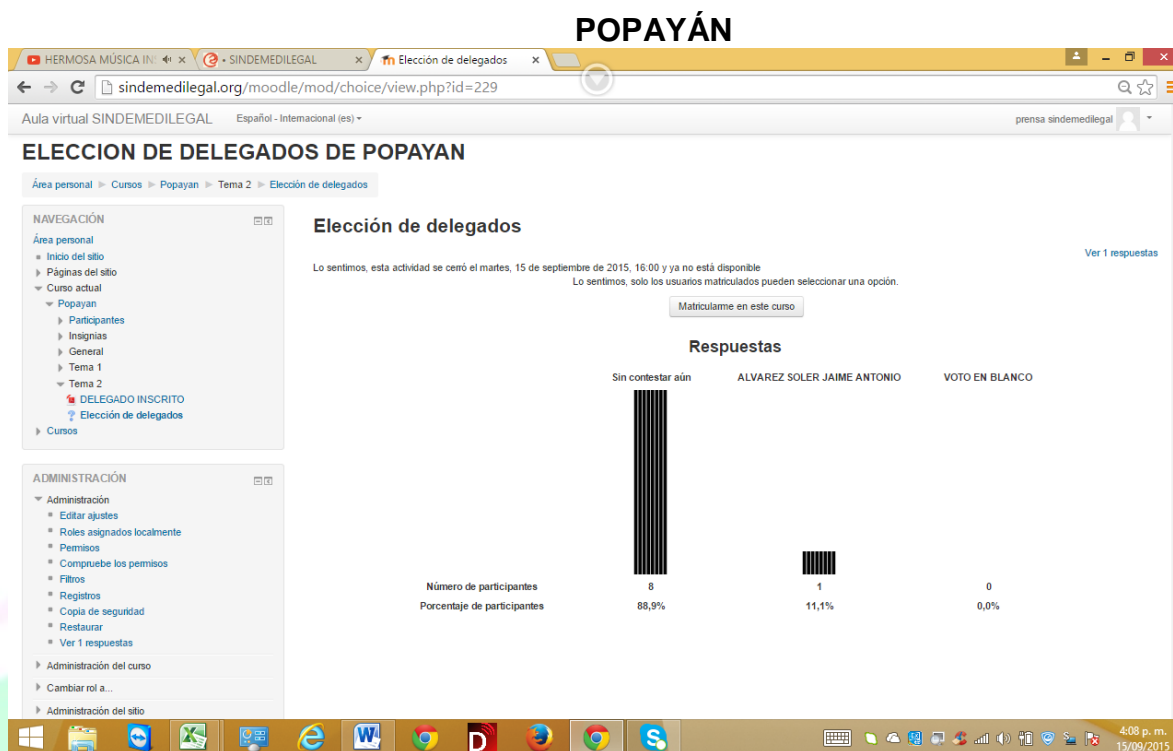 POPAYÁN
HERMOSA MÚSICA IN
SINDEMEDILEGAL
Elección de delegados
sindemedilegal.org/moodle/mod/choice/view.php?id=229
Aula virtual SINDEMEDILEGAL
Español - Internacional (es)
prensa sindemedilegal
ELECCION DE DELEGADOS DE POPAYAN
Área personal
Cursos
Popayan
Tema 2
Elección de delegados
NAVEGACIÓN
Área personal
Inicio del sitio
Páginas del sitio
Curso actual
Popayan
Participantes
Insignias
General
Tema 1
Tema 2
DELEGADO INSCRITO
Elección de delegados
Cursos
ADMINISTRACIÓN
Administración
Editar ajustes
Roles asignados localmente
Permisos
Compruebe los permisos
Filtros
Registros
Copia de seguridad
Restaurar
Ver 1 respuestas
Administración del curso
Cambiar rol a...
Administración del sitio
Elección de delegados
Ver 1 respuestas
Lo sentimos, esta actividad se cerró el martes, 15 de septiembre de 2015, 16:00 y ya no está disponible
Lo sentimos, solo los usuarios matriculados pueden seleccionar una opción.
Matricularme en este curso
Respuestas
Sin contestar aún ALVAREZ SOLER JAIME ANTONIO VOTO EN BLANCO
Número de participantes 8 1 0
Porcentaje de participantes 88,9% 11,1% 0,0%
4:08 p. m.
15/09/2015